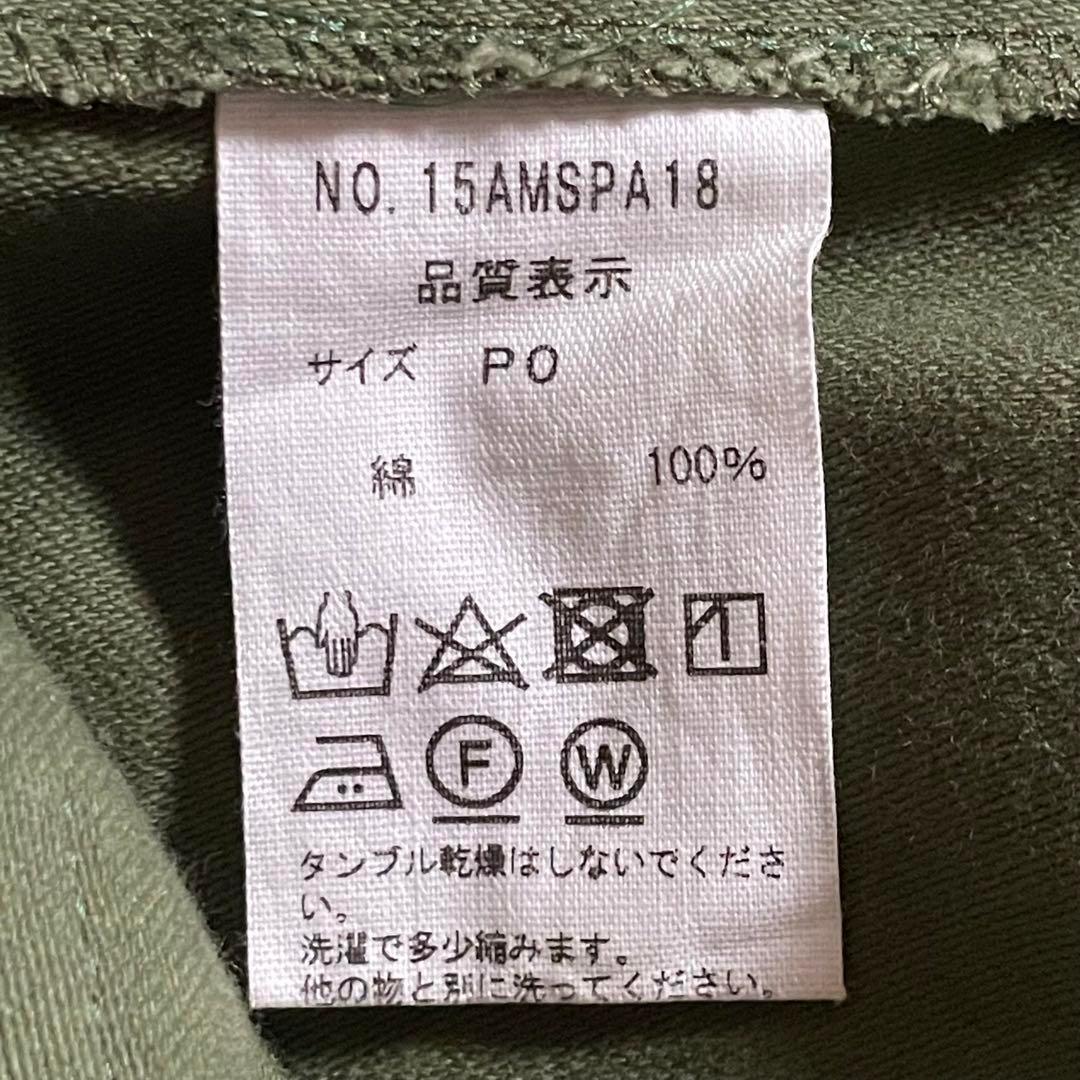 NO. 15AMSPA18
品質表示
サイズ PO
綿 100%
F W
タンブル乾燥はしないでくださ
い。
洗濯で多少縮みます。
他の物と別に洗ってください。